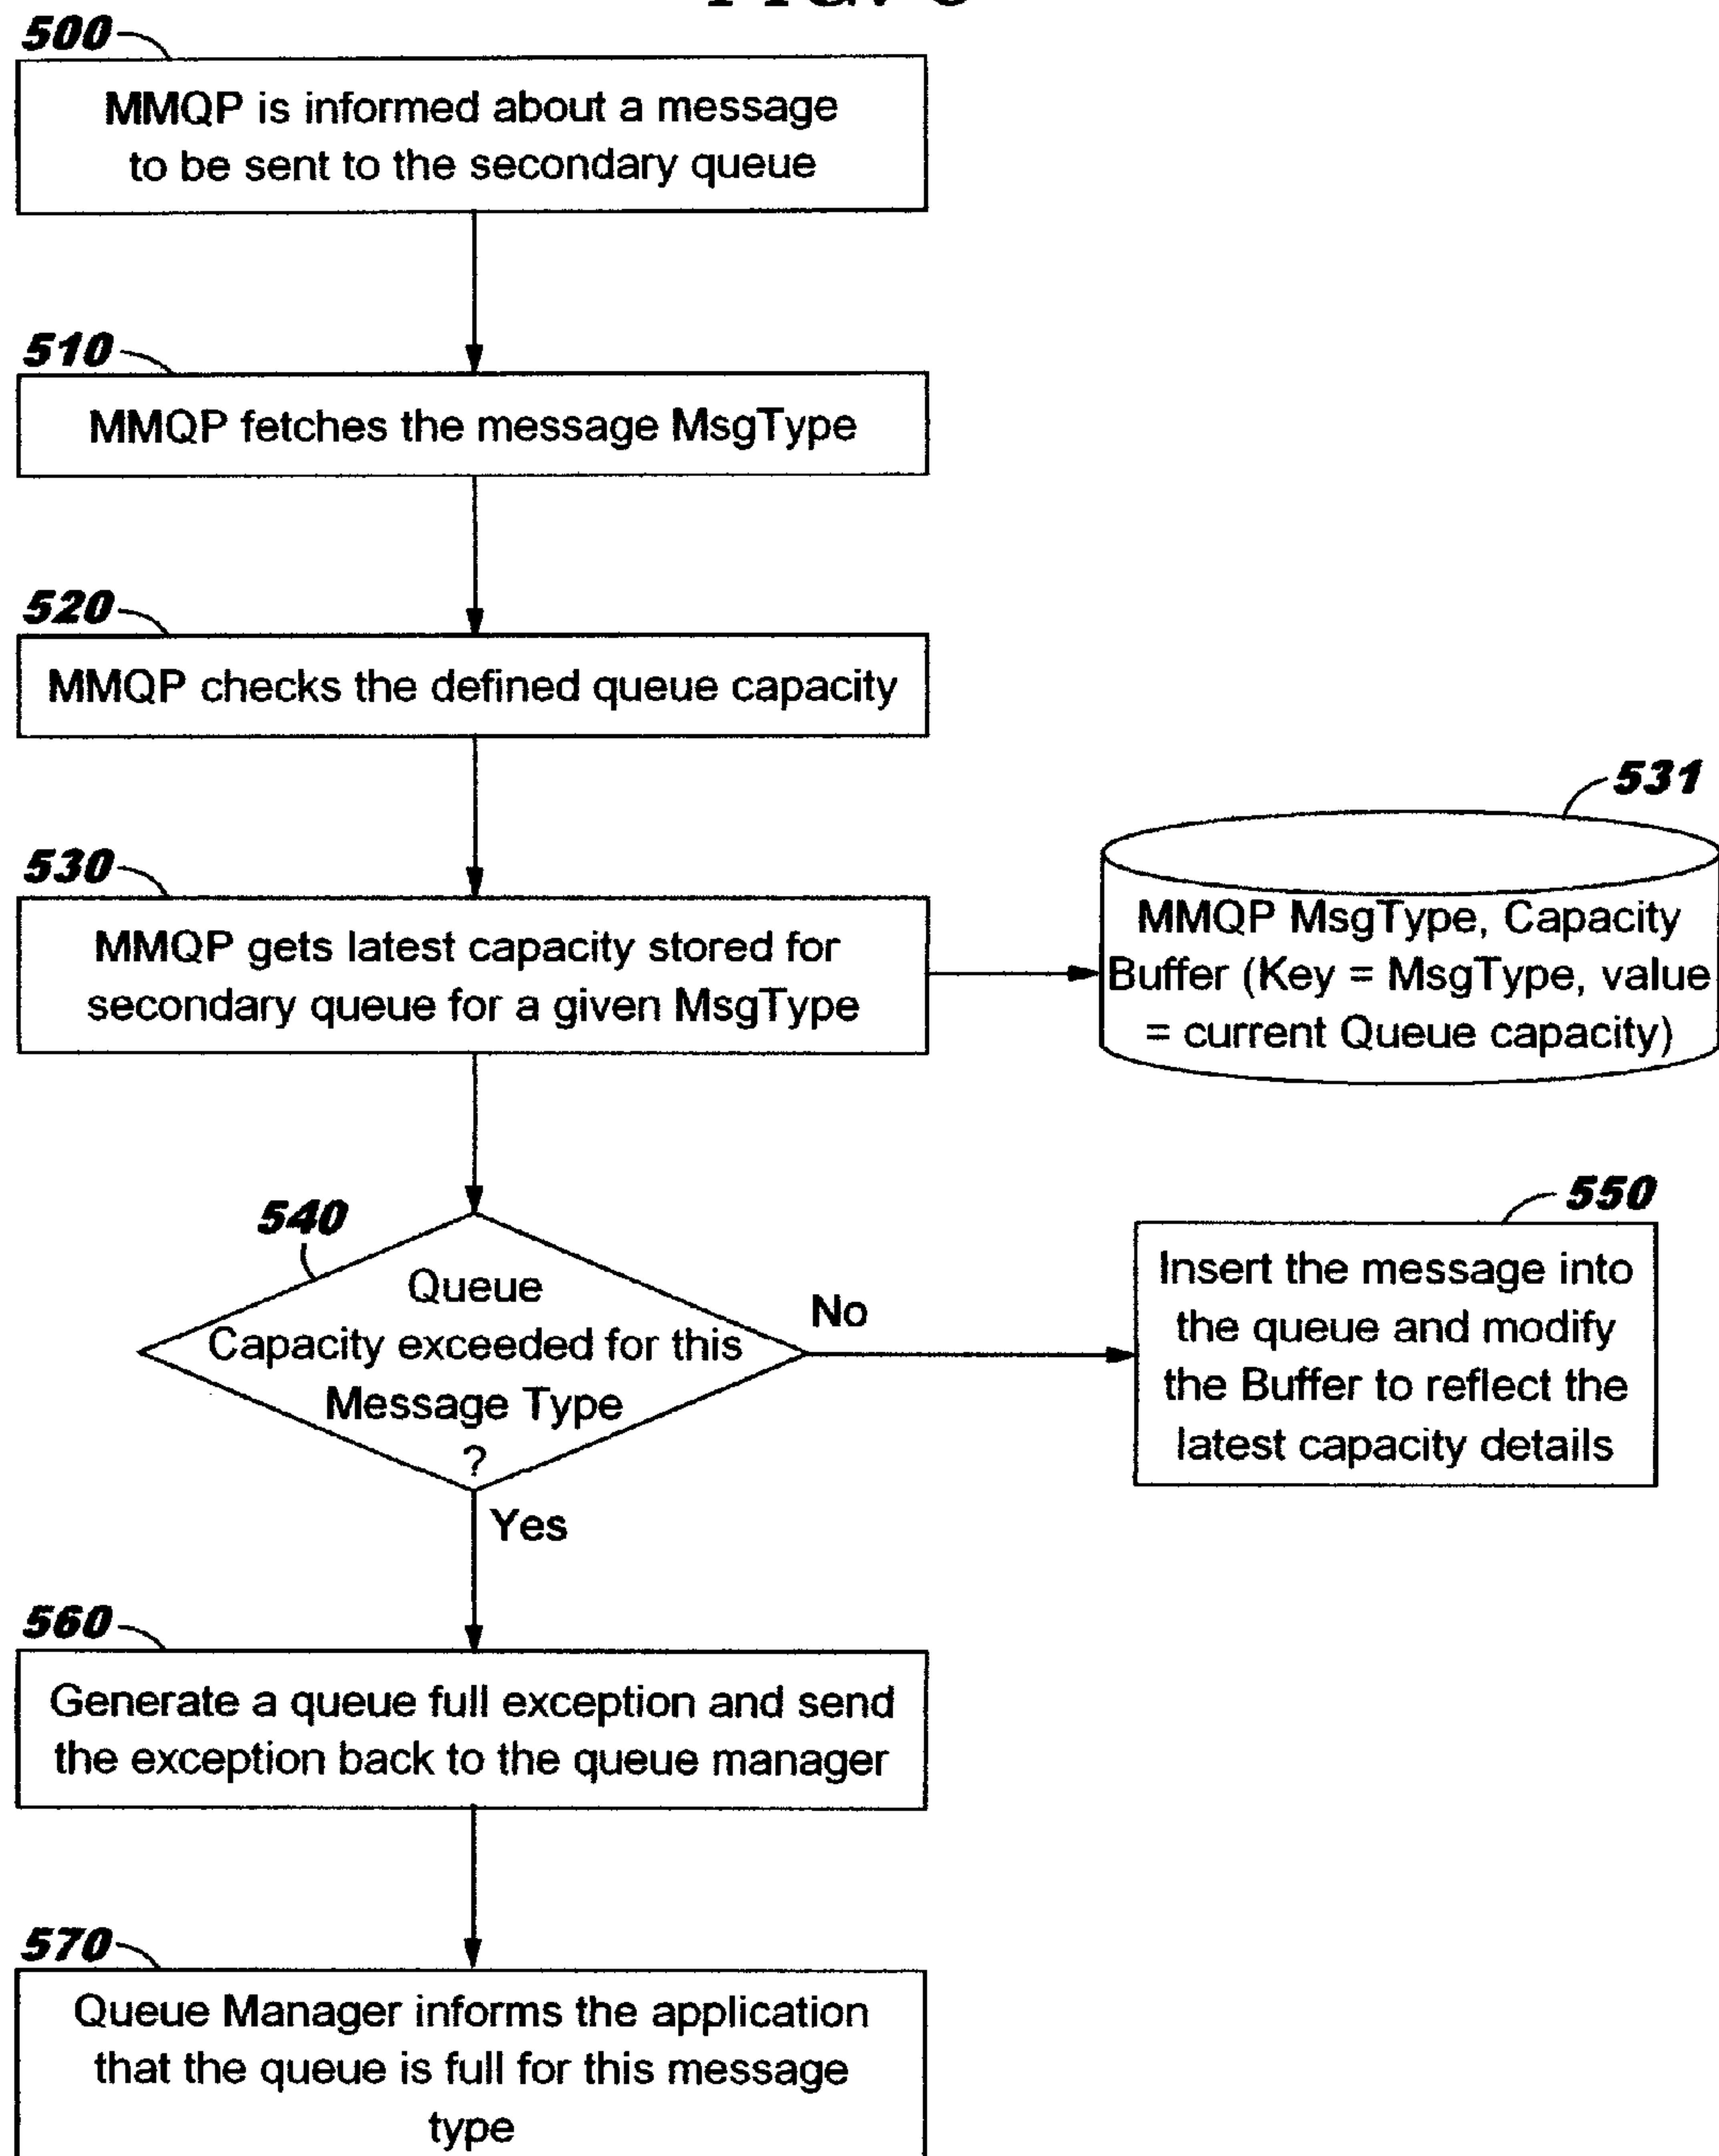 500
MMQP is informed about a message
to be sent to the secondary queue
510
MMQP fetches the message MsgType
520
MMQP checks the defined queue capacity
530
MMQP gets latest capacity stored for
secondary queue for a given MsgType
531
MMQP MsgType, Capacity
Buffer (Key = MsgType, value
= current Queue capacity)
540
Queue
Capacity exceeded for this
Message Type
?
No
550
Insert the message into
the queue and modify
the Buffer to reflect the
latest capacity details
Yes
560
Generate a queue full exception and send
the exception back to the queue manager
570
Queue Manager informs the application
that the queue is full for this message
type